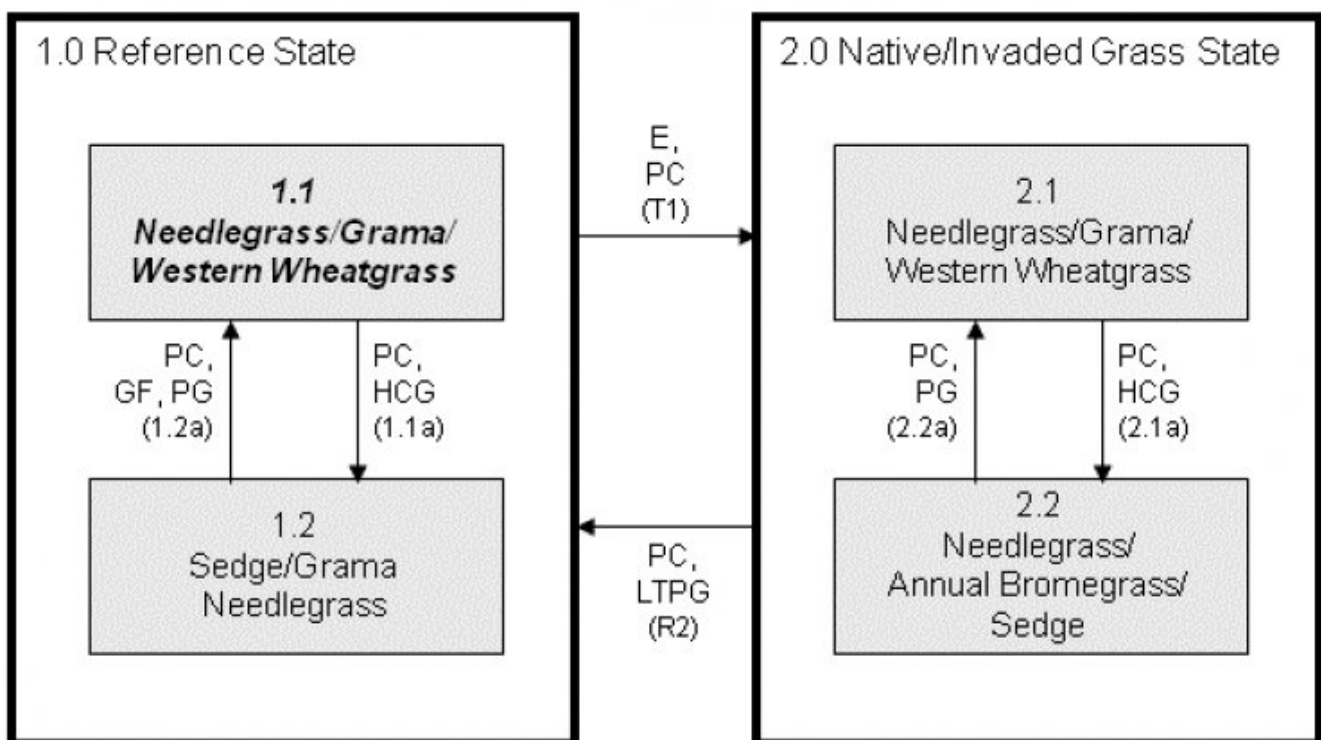 1.0 Reference State
1.1
Needlegrass/Grama/
Western Wheatgrass
PC,
GF, PG
(1.2a)
PC,
HCG
(1.1a)
1.2
Sedge/Grama
Needlegrass
E,
PC
(T1)
PC,
LTPG
(R2)
2.0 Native/Invaded Grass State
2.1
Needlegrass/Grama/
Western Wheatgrass
PC,
PG
(2.2a)
PC,
HCG
(2.1a)
2.2
Needlegrass/
Annual Bromegrass/
Sedge